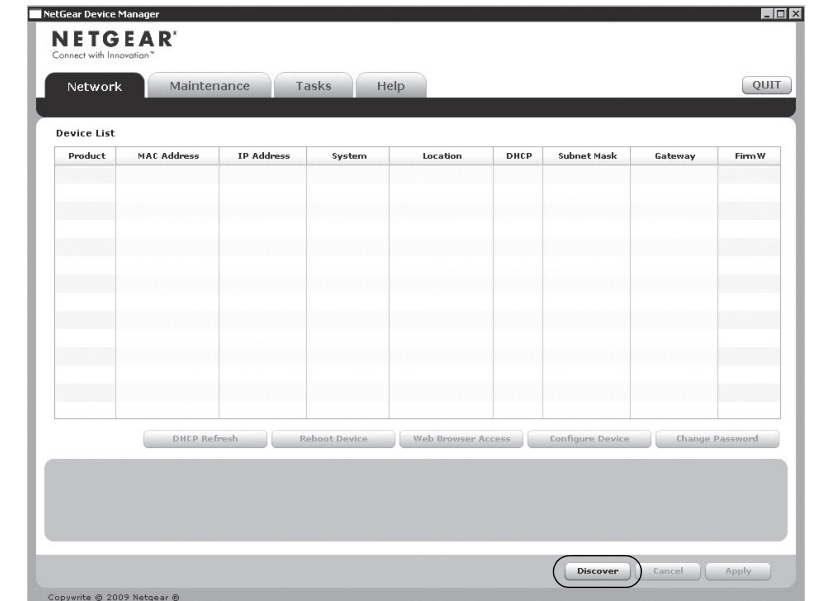 NetGear Device Manager
NETGEAR®
Connect with Innovation™
Network Maintenance Tasks Help QUIT
Device List
Product MAC Address IP Address System Location DHCP Subnet Mask Gateway FirmW
DHCP Refresh Reboot Device Web Browser Access Configure Device Change Password
Discover Cancel Apply
Copywrite © 2009 Netgear ®